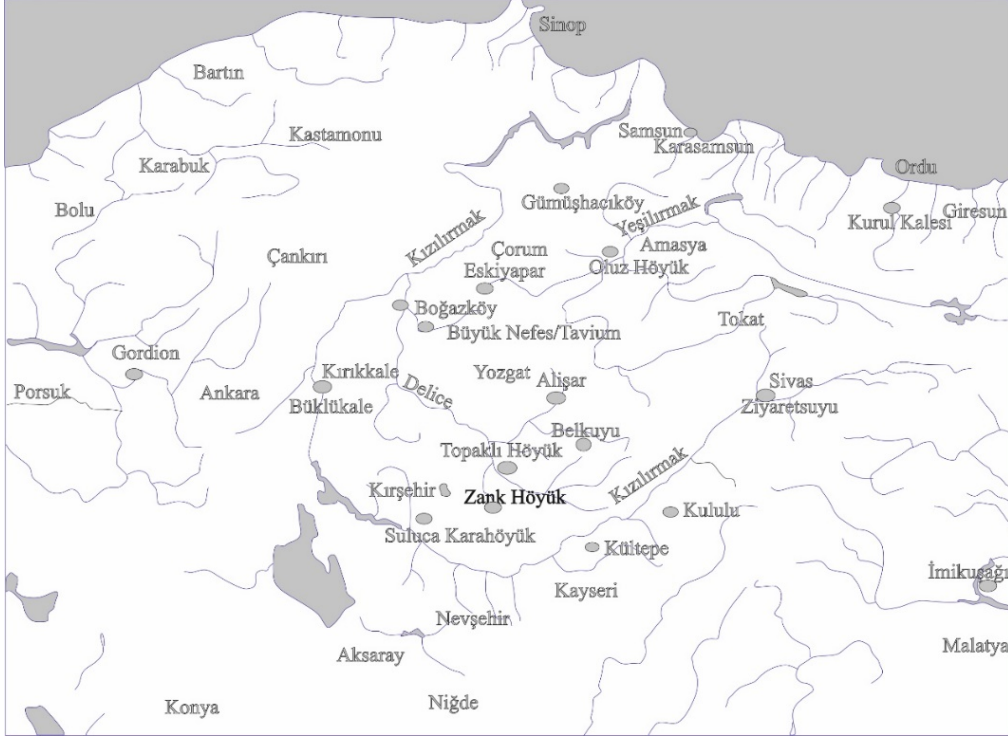 Sinop
Bartın
Kastamonu
Samsun
Karasamsun
Karabuk
Ordu
Gümüşhacıköy
Bolu
Yeşilırmak
Kurul Kalesi
Giresun
Kızılırmak
Çorum
Amasya
Çankırı
Eskiyapar
Oluz Höyük
Boğazköy
Büyük Nefes/Tavium
Tokat
Gordion
Kırıkkale
Yozgat
Alişar
Sivas
Porsuk
Ankara
Büklükale
Delice
Ziyaretsuyu
Belkuyu
Topaklı Höyük
Kızılırmak
Kırşehir
Zank Höyük
Kululu
Suluca Karahöyük
Kültepe
İmikuşağı
Kayseri
Nevşehir
Malatya
Aksaray
Niğde
Konya